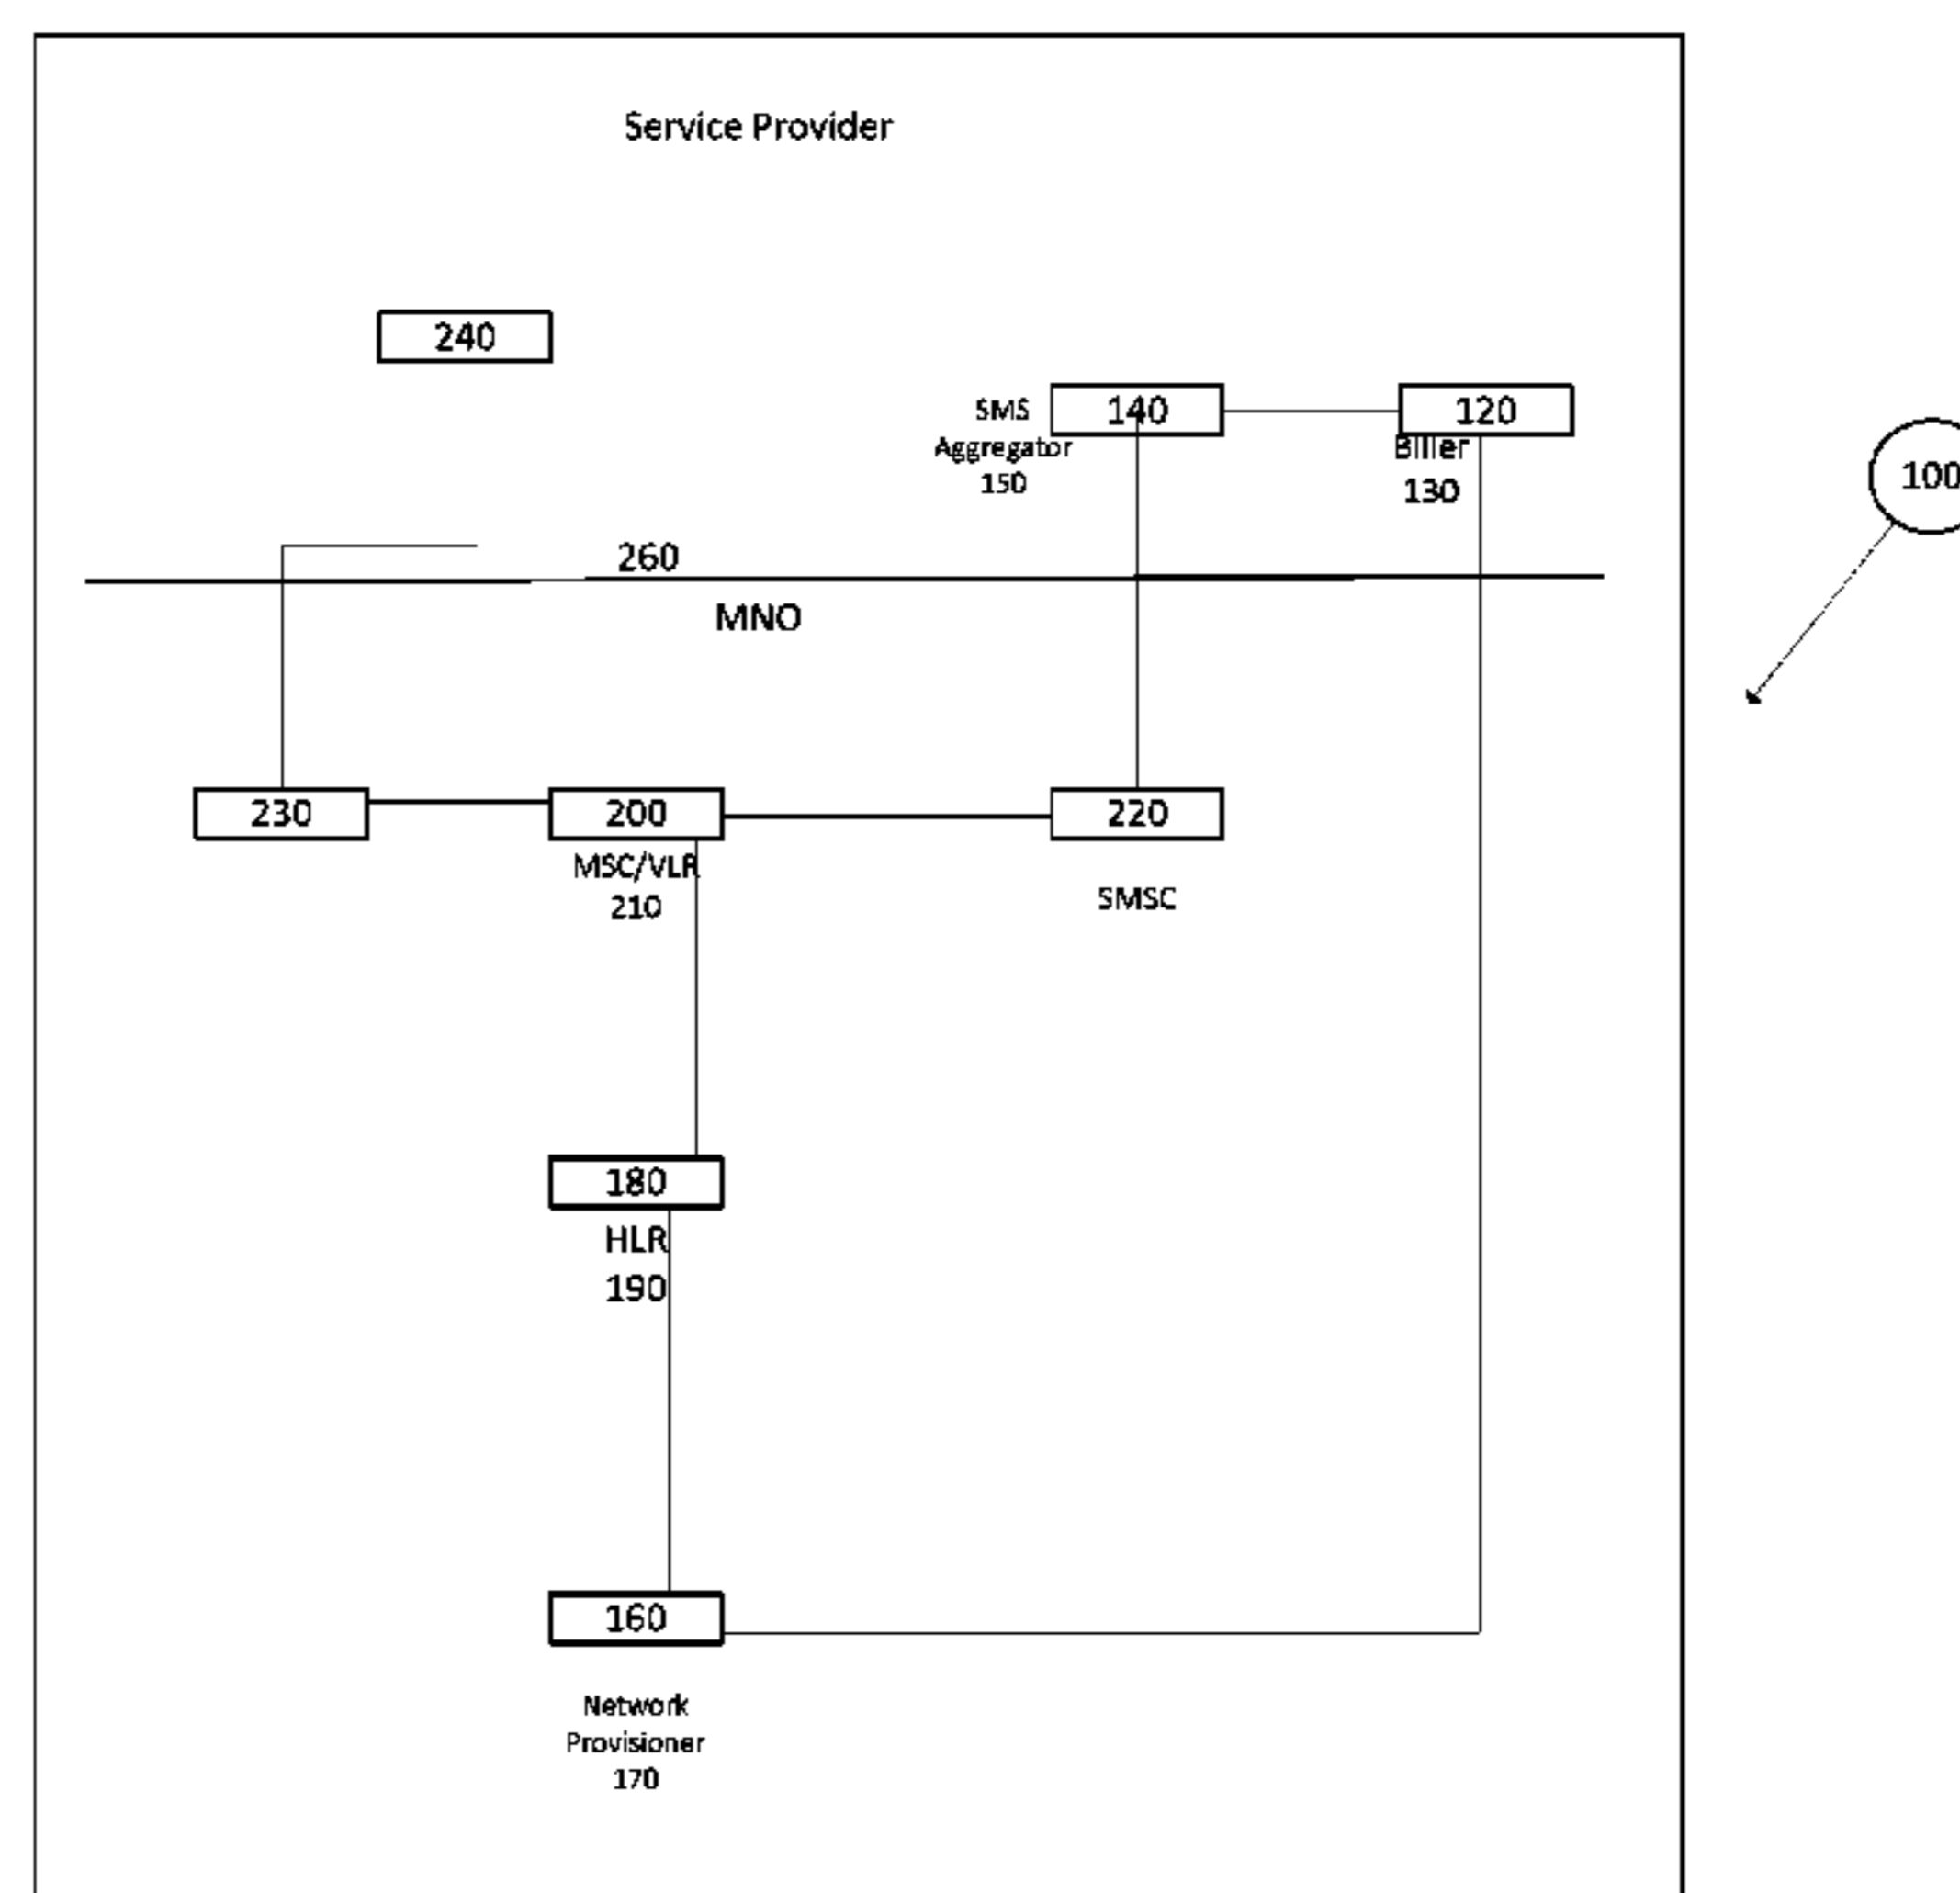 Service Provider
240
SMS
Aggregator
150
140
120
Biller
130
100
260
MNO
230
200
220
MSC/VLR
210
SMSC
180
HLR
190
160
Network
Provisioner
170